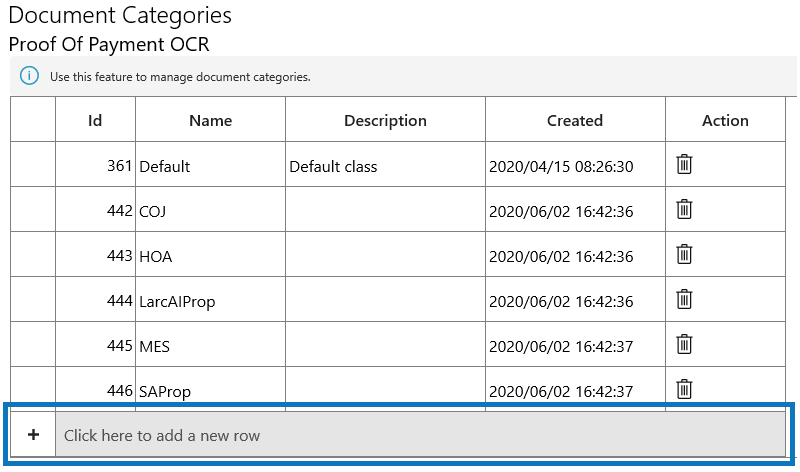 Document Categories
Proof Of Payment OCR
Use this feature to manage document categories.
Id Name Description Created Action
361 Default Default class 2020/04/15 08:26:30
442 COJ 2020/06/02 16:42:36
443 HOA 2020/06/02 16:42:36
444 LarcAIProp 2020/06/02 16:42:36
445 MES 2020/06/02 16:42:37
446 SAProp 2020/06/02 16:42:37
+ Click here to add a new row